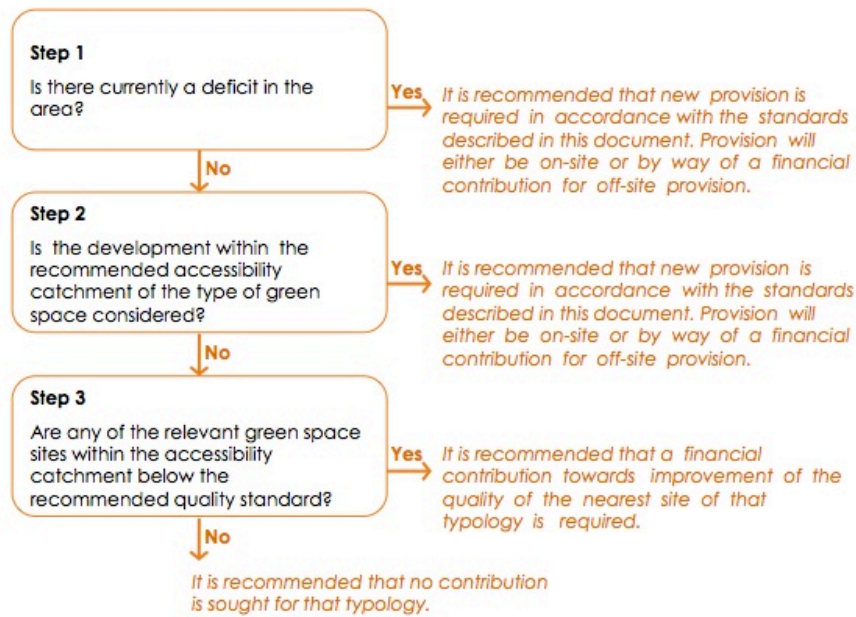 Step 1
Is there currently a deficit in the
area?
Yes
It is recommended that new provision is
required in accordance with the standards
described in this document. Provision will
either be on-site or by way of a financial
contribution for off-site provision.
No
Step 2
Is the development within the
recommended accessibility
catchment of the type of green
space considered?
Yes
It is recommended that new provision is
required in accordance with the standards
described in this document. Provision will
either be on-site or by way of a financial
contribution for off-site provision.
No
Step 3
Are any of the relevant green space
sites within the accessibility
catchment below the
recommended quality standard?
Yes
It is recommended that a financial
contribution towards improvement of the
quality of the nearest site of that
typology is required.
No
It is recommended that no contribution
is sought for that typology.